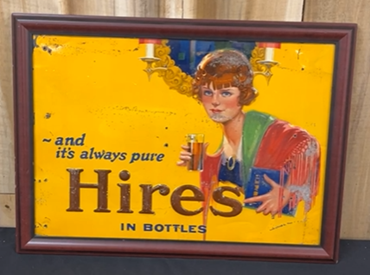 ~and
it's always pure
Hires
IN BOTTLES